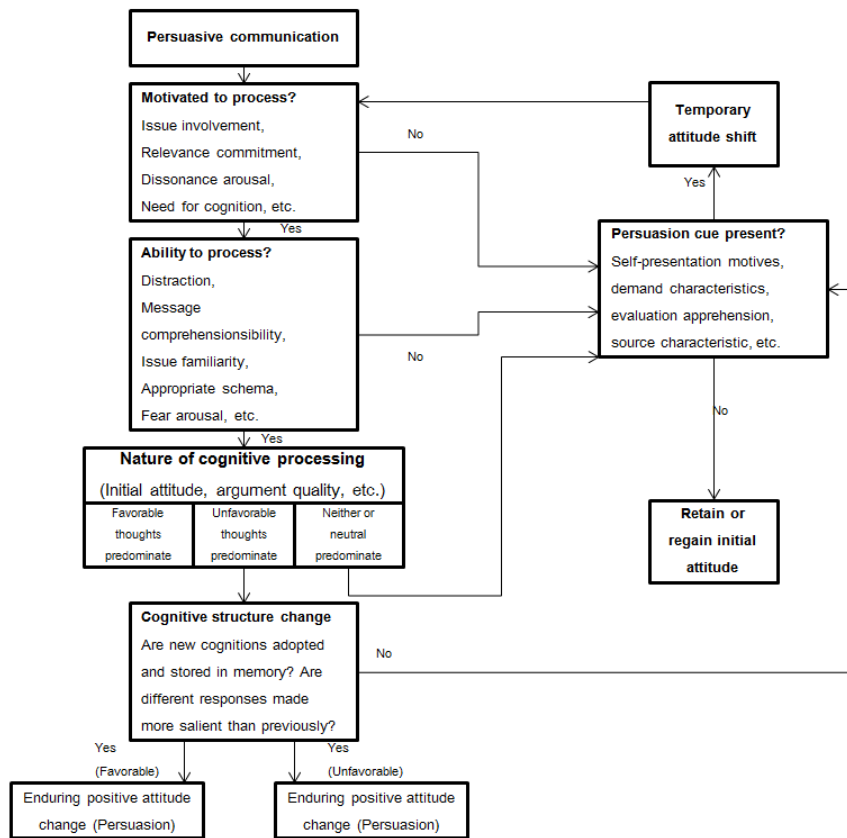 Persuasive communication
Motivated to process?
Issue involvement,
Relevance commitment,
Dissonance arousal,
Need for cognition, etc.
No
Temporary
attitude shift
Yes
Yes
Ability to process?
Distraction,
Message
comprehensionsibility,
Issue familiarity,
Appropriate schema,
Fear arousal, etc.
No
Persuasion cue present?
Self-presentation motives,
demand characteristics,
evaluation apprehension,
source characteristic, etc.
No
Retain or
regain initial
attitude
Yes
Nature of cognitive processing
(Initial attitude, argument quality, etc.)
Favorable
thoughts
predominate
Unfavorable
thoughts
predominate
Neither or
neutral
predominate
Cognitive structure change
Are new cognitions adopted
and stored in memory? Are
different responses made
more salient than previously?
No
Yes
(Favorable)
Yes
(Unfavorable)
Enduring positive attitude
change (Persuasion)
Enduring positive attitude
change (Persuasion)